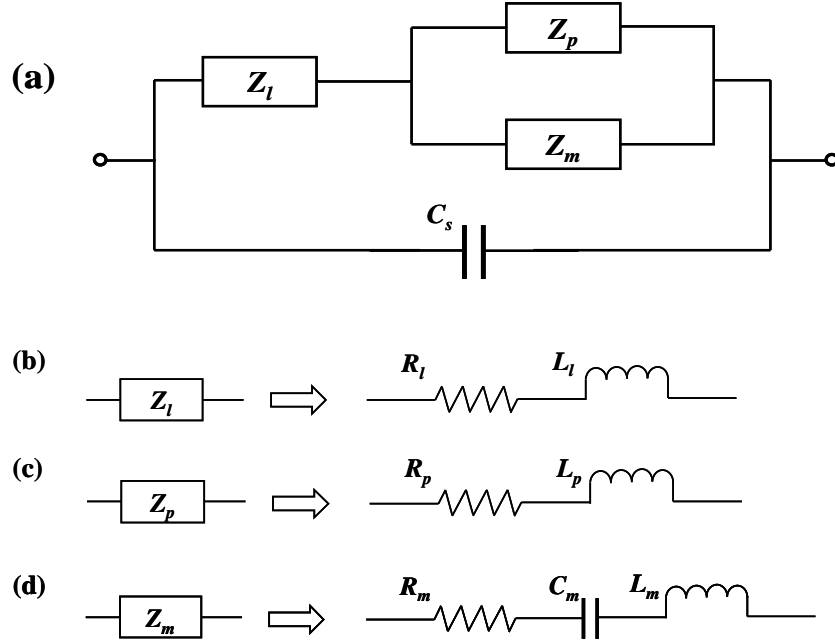 (a)
Z_l
Z_p
Z_m
C_s
(b)
Z_l
R_l
L_l
(c)
Z_p
R_p
L_p
(d)
Z_m
R_m
C_m
L_m